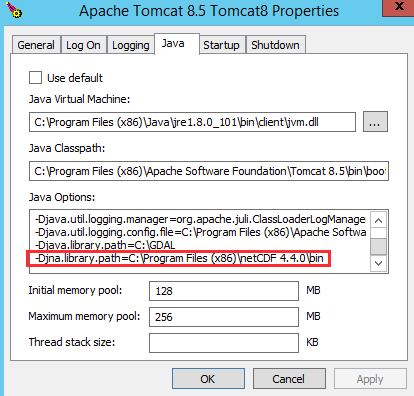 Apache Tomcat 8.5 Tomcat8 Properties
General Log On Logging Java Startup Shutdown
Use default
Java Virtual Machine:
C:\Program Files (x86)\Java\jre1.8.0_101\bin\client\jvm.dll
...
Java Classpath:
C:\Program Files (x86)\Apache Software Foundation\Tomcat 8.5\bin\boo
Java Options:
-Djava.util.logging.manager=org.apache.juli.ClassLoaderLogManage
-Djava.util.logging.config.file=C:\Program Files (x86)\Apache Softwa
-Djava.library.path=C:\GDAL
-Djna.library.path=C:\Program Files (x86)\netCDF 4.4.0\bin
Initial memory pool: 128 MB
Maximum memory pool: 256 MB
Thread stack size: KB
OK Cancel Apply